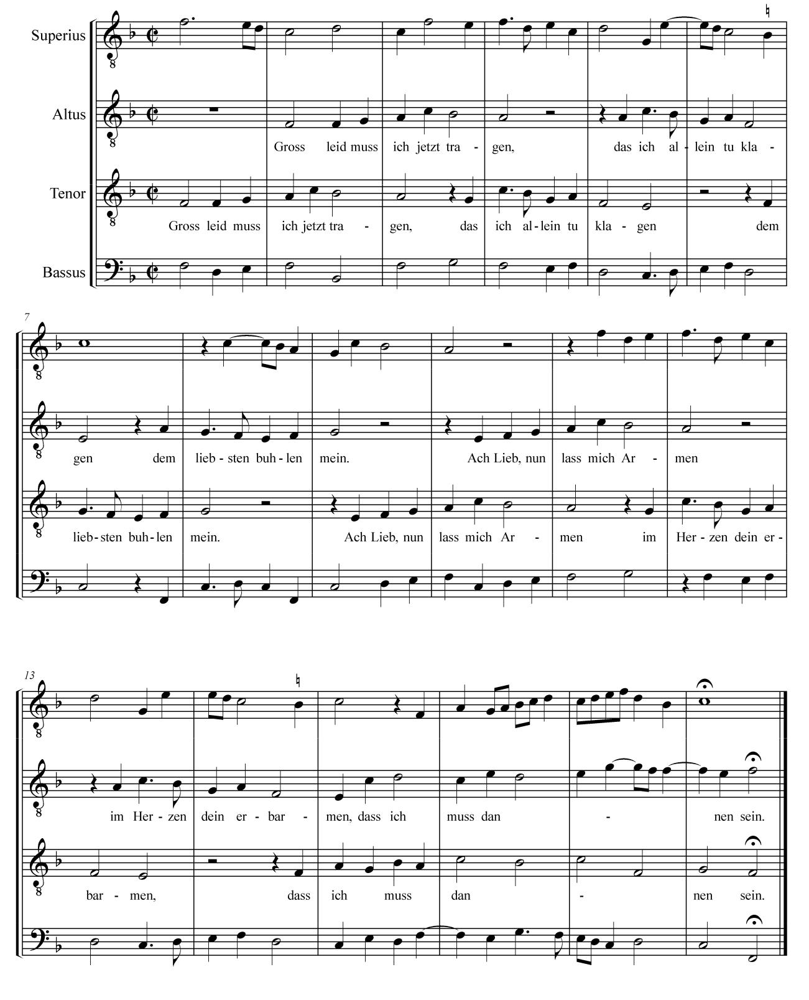 Superius
Altus
Gross leid muss ich jetzt tra - gen, das ich al - lein tu kla -
Tenor
Gross leid muss ich jetzt tra - gen, das ich al - lein tu kla - gen dem
Bassus
7
gen dem lieb - sten buh - len mein. Ach Lieb, nun lass mich Ar - men
lieb - sten buh - len mein. Ach Lieb, nun lass mich Ar - men im Her - zen dein er -
13
im Her - zen dein er - bar - men, dass ich muss dan - nen sein.
bar - men, dass ich muss dan - nen sein.